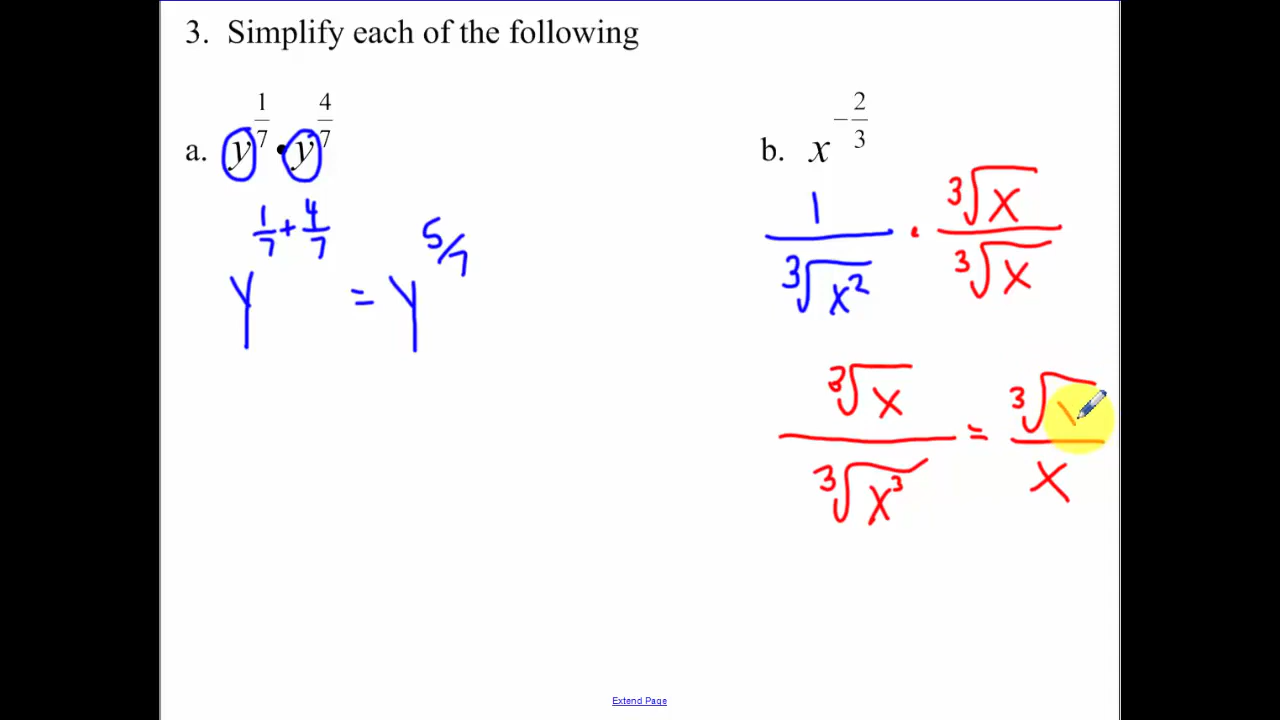 3. Simplify each of the following
a. y^(1/7) • y^(4/7)
y^(1/7 + 4/7) = y^(5/7)
b. x^(-2/3)
1/∛(x²) · ∛x/∛x
∛x/∛(x³) = ∛x/x
Extend Page